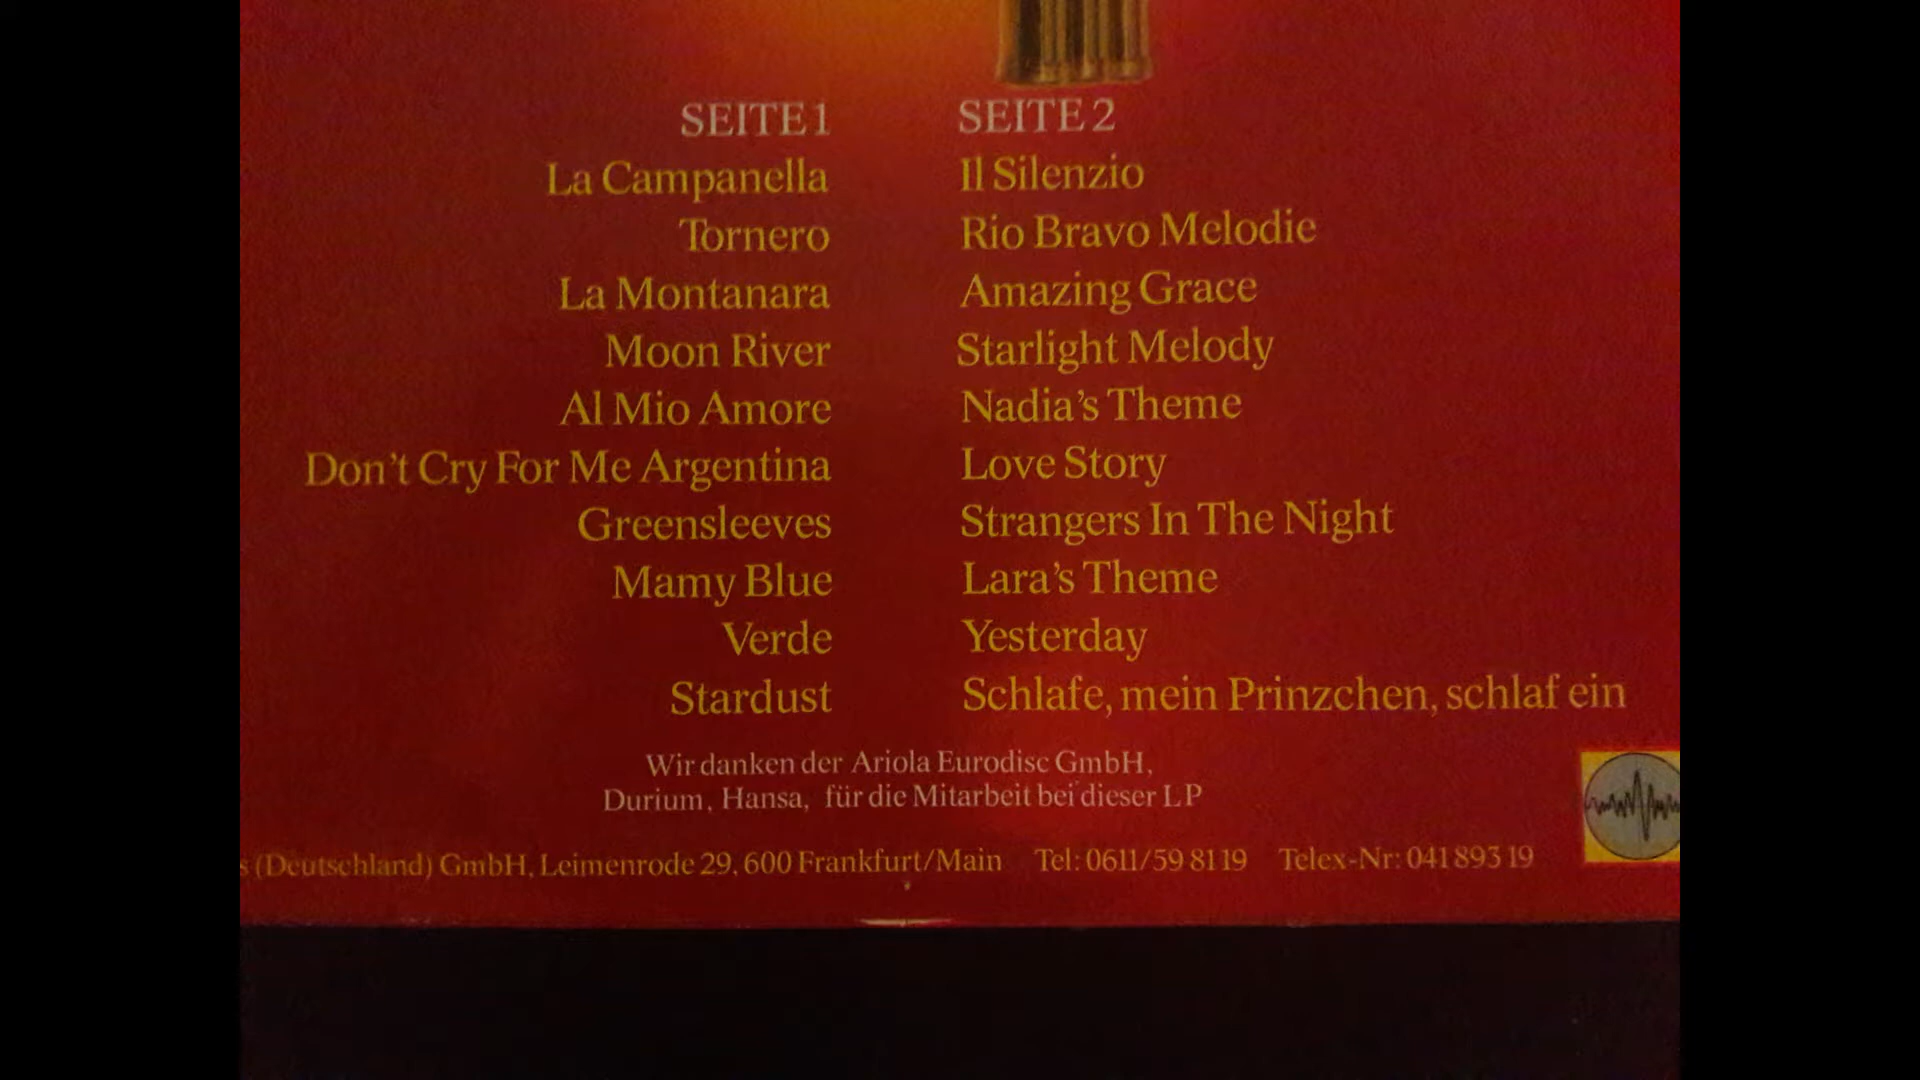 SEITE 1
La Campanella
Tornero
La Montanara
Moon River
Al Mio Amore
Don't Cry For Me Argentina
Greensleeves
Mamy Blue
Verde
Stardust
SEITE 2
Il Silenzio
Rio Bravo Melodie
Amazing Grace
Starlight Melody
Nadia's Theme
Love Story
Strangers In The Night
Lara's Theme
Yesterday
Schlafe, mein Prinzchen, schlaf ein
Wir danken der Ariola Eurodisc GmbH,
Durium, Hansa, für die Mitarbeit bei dieser LP
s (Deutschland) GmbH, Leimenrode 29, 600 Frankfurt/Main Tel: 0611/59 81 19 Telex-Nr: 041 893 19